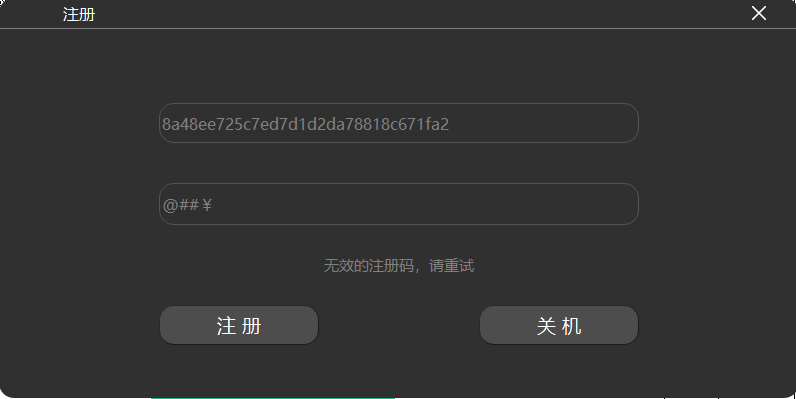 注册
8a48ee725c7ed7d1d2da78818c671fa2
@##￥
无效的注册码，请重试
注 册
关 机